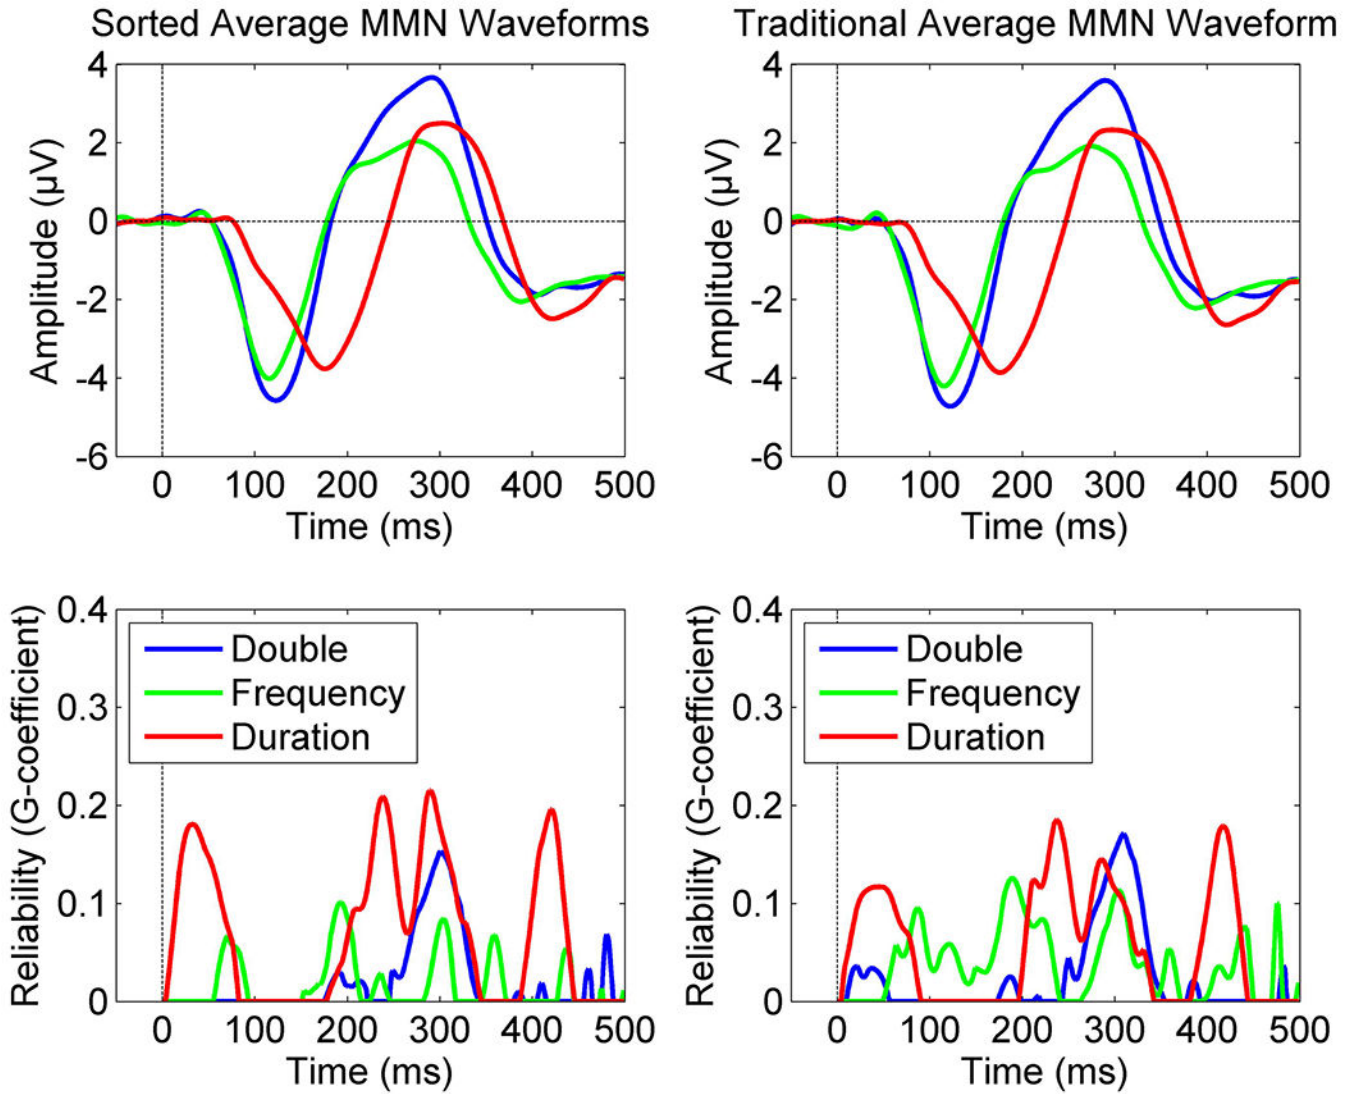 Sorted Average MMN Waveforms
Traditional Average MMN Waveform
4
2
0
-2
-4
-6
Amplitude (µV)
0 100 200 300 400 500
Time (ms)
4
2
0
-2
-4
-6
Amplitude (µV)
0 100 200 300 400 500
Time (ms)
0.4
0.3
0.2
0.1
0
Reliability (G-coefficient)
Double
Frequency
Duration
0 100 200 300 400 500
Time (ms)
0.4
0.3
0.2
0.1
0
Reliability (G-coefficient)
Double
Frequency
Duration
0 100 200 300 400 500
Time (ms)